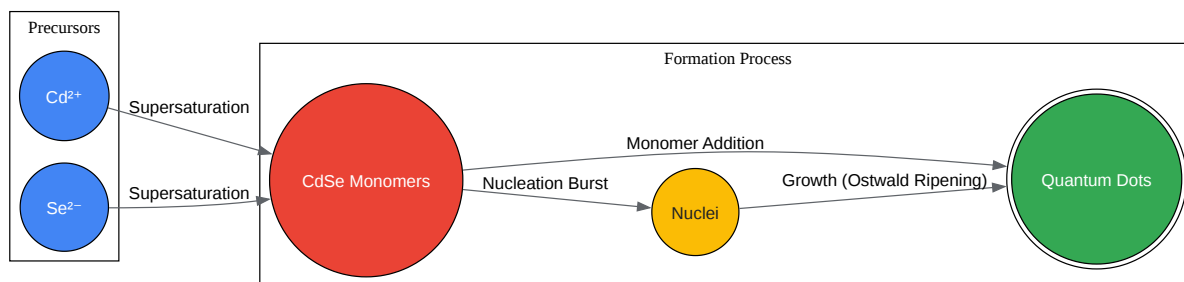 Precursors
Cd²⁺
Se²⁻
Supersaturation
Supersaturation
Formation Process
CdSe Monomers
Monomer Addition
Nucleation Burst
Nuclei
Growth (Ostwald Ripening)
Quantum Dots